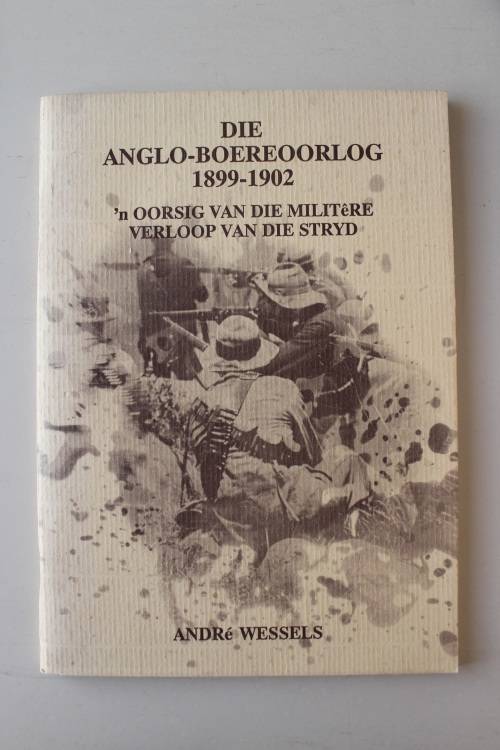 DIE
ANGLO-BOEREOORLOG
1899-1902
'n OORSIG VAN DIE MILITêRE
VERLOOP VAN DIE STRYD
ANDRé WESSELS